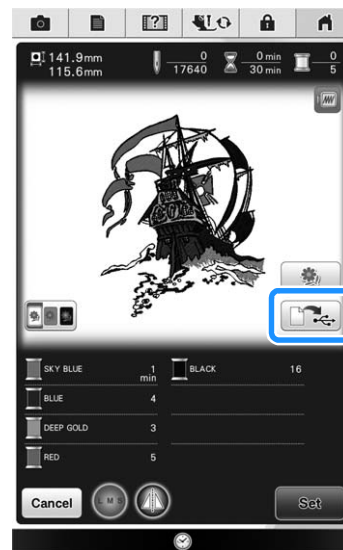 141.9mm
115.6mm
0
17640
0 min
30 min
0
5
SKY BLUE 1 min
BLACK 16
BLUE 4
DEEP GOLD 3
RED 5
Cancel
L M S
Set